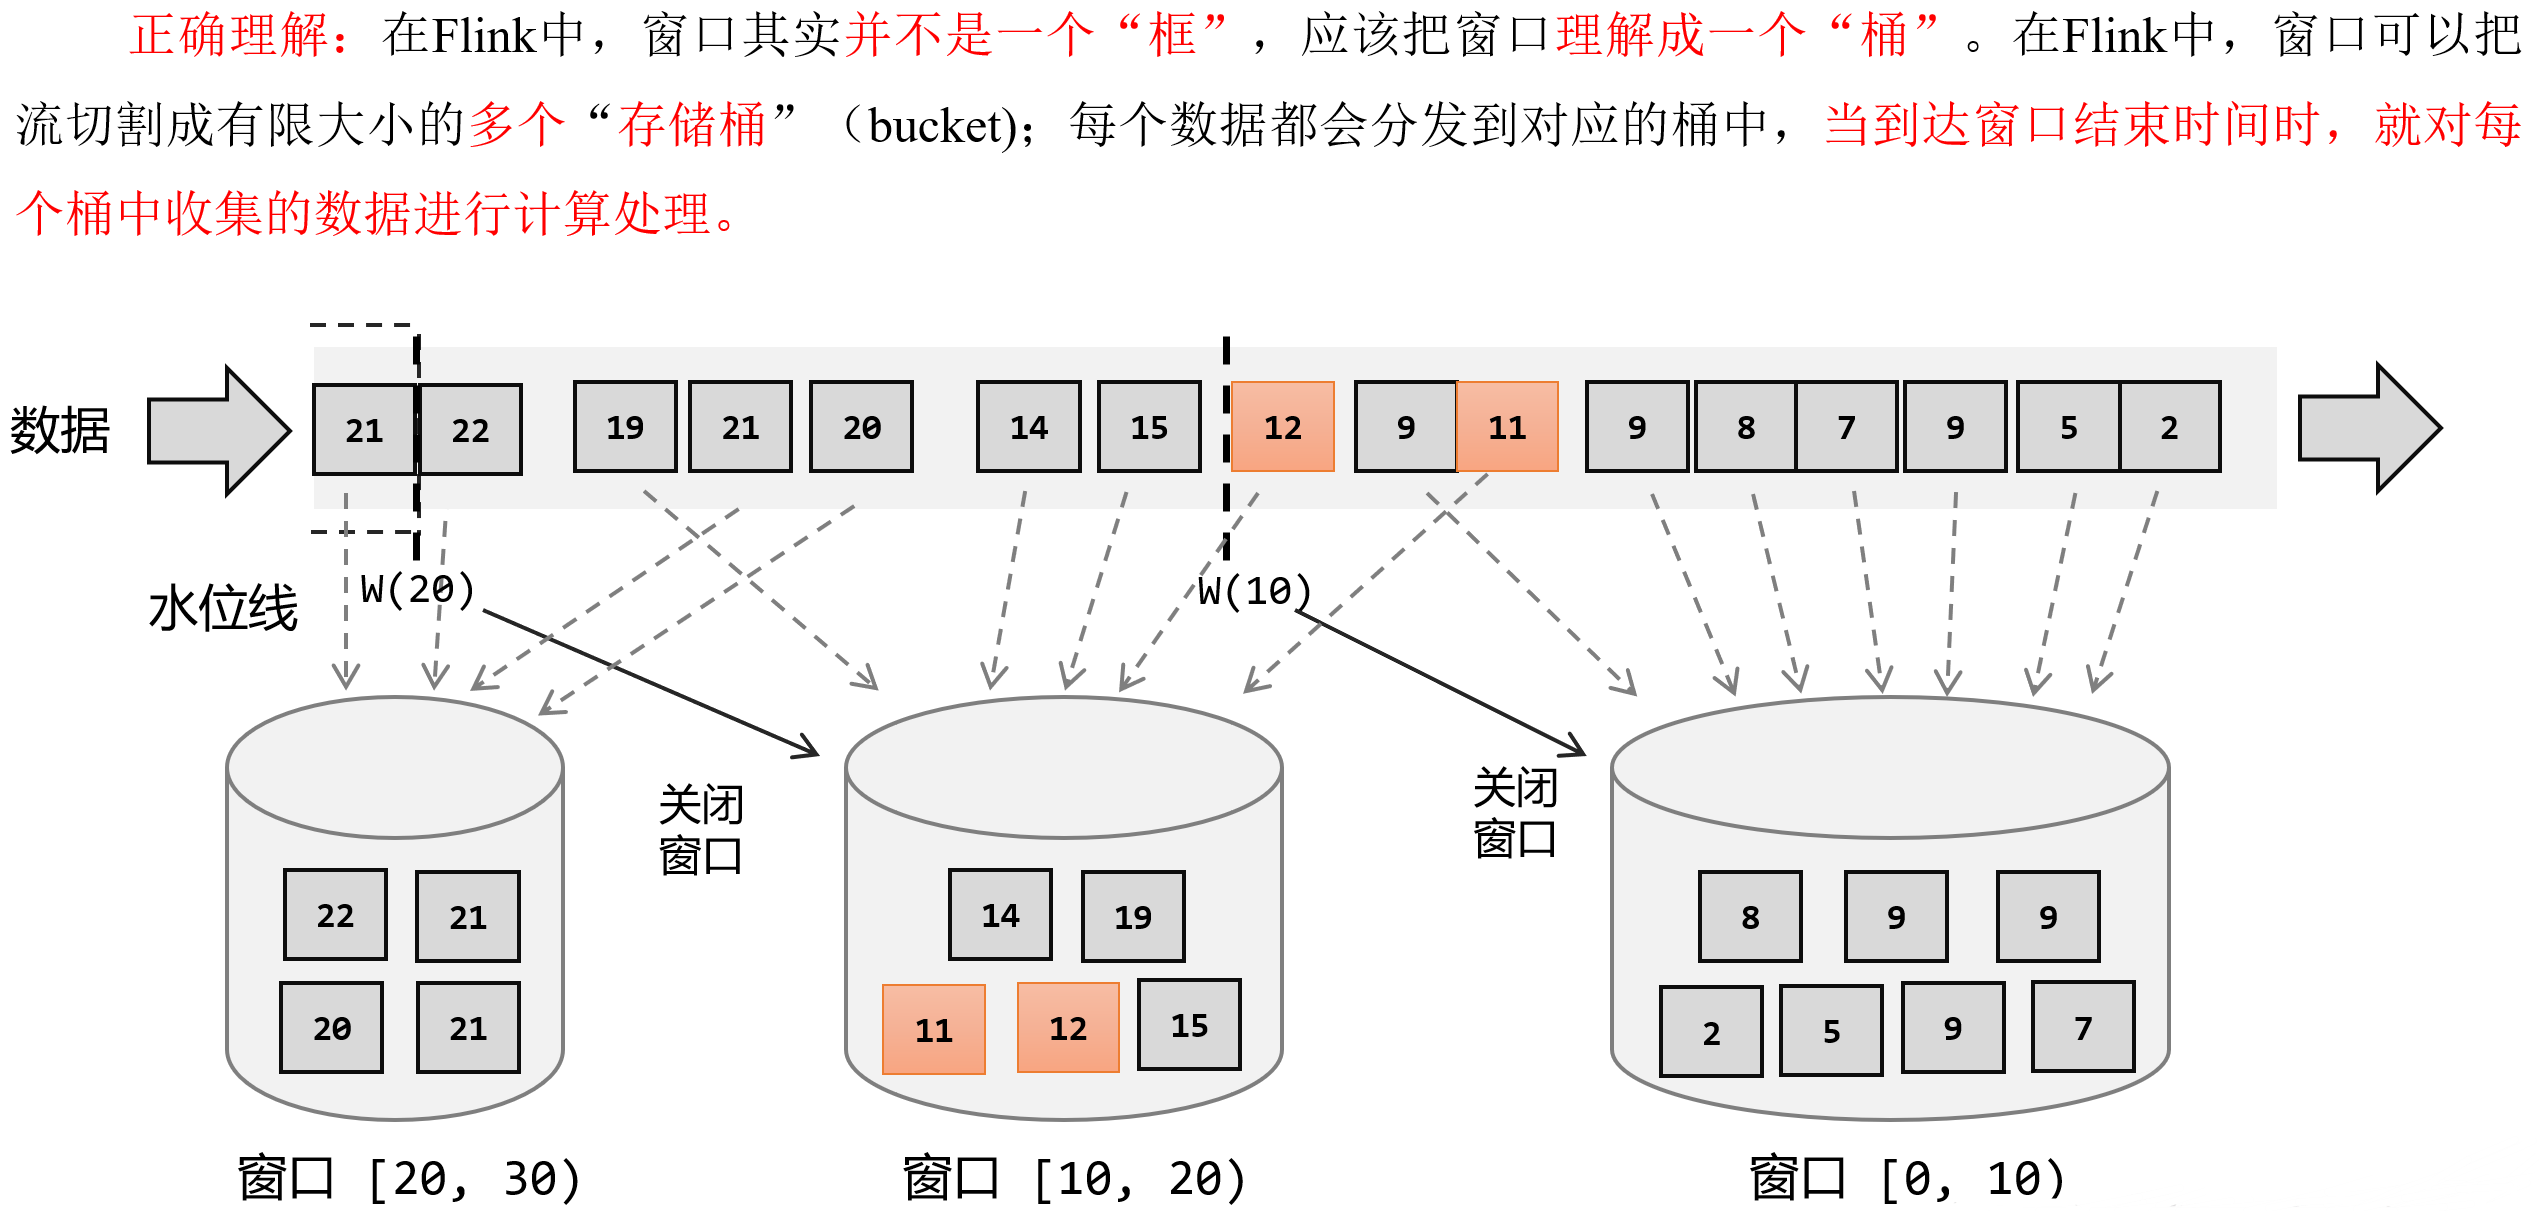 正确理解：在Flink中，窗口其实并不是一个“框”，应该把窗口理解成一个“桶”。在Flink中，窗口可以把
流切割成有限大小的多个“存储桶”（bucket)；每个数据都会分发到对应的桶中，当到达窗口结束时间时，就对每
个桶中收集的数据进行计算处理。
数据 21 22 19 21 20 14 15 12 9 11 9 8 7 9 5 2
水位线 W(20) W(10)
关闭
窗口
关闭
窗口
22 21
20 21
14 19
11 12 15
8 9 9
2 5 9 7
窗口 [20, 30)
窗口 [10, 20)
窗口 [0, 10)